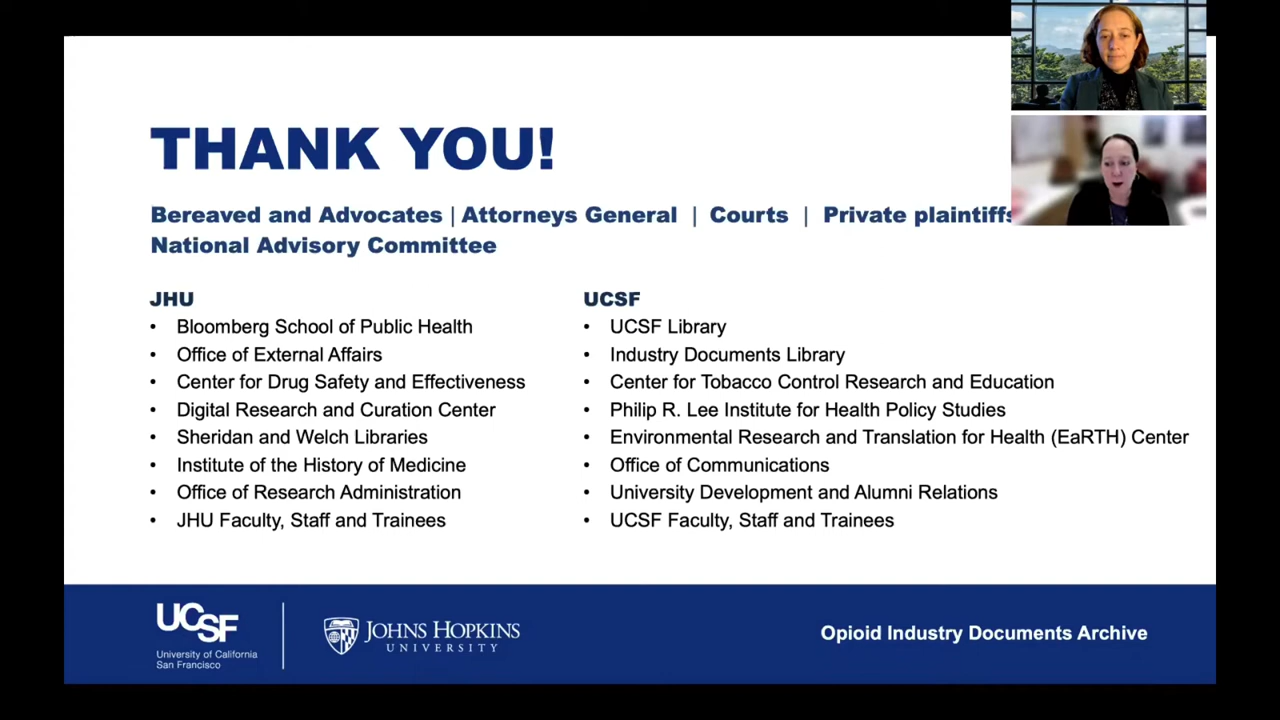 THANK YOU!
Bereaved and Advocates | Attorneys General | Courts | Private plaintiffs
National Advisory Committee
JHU
• Bloomberg School of Public Health
• Office of External Affairs
• Center for Drug Safety and Effectiveness
• Digital Research and Curation Center
• Sheridan and Welch Libraries
• Institute of the History of Medicine
• Office of Research Administration
• JHU Faculty, Staff and Trainees
UCSF
• UCSF Library
• Industry Documents Library
• Center for Tobacco Control Research and Education
• Philip R. Lee Institute for Health Policy Studies
• Environmental Research and Translation for Health (EaRTH) Center
• Office of Communications
• University Development and Alumni Relations
• UCSF Faculty, Staff and Trainees
UCSF
University of California
San Francisco
JOHNS HOPKINS
UNIVERSITY
Opioid Industry Documents Archive